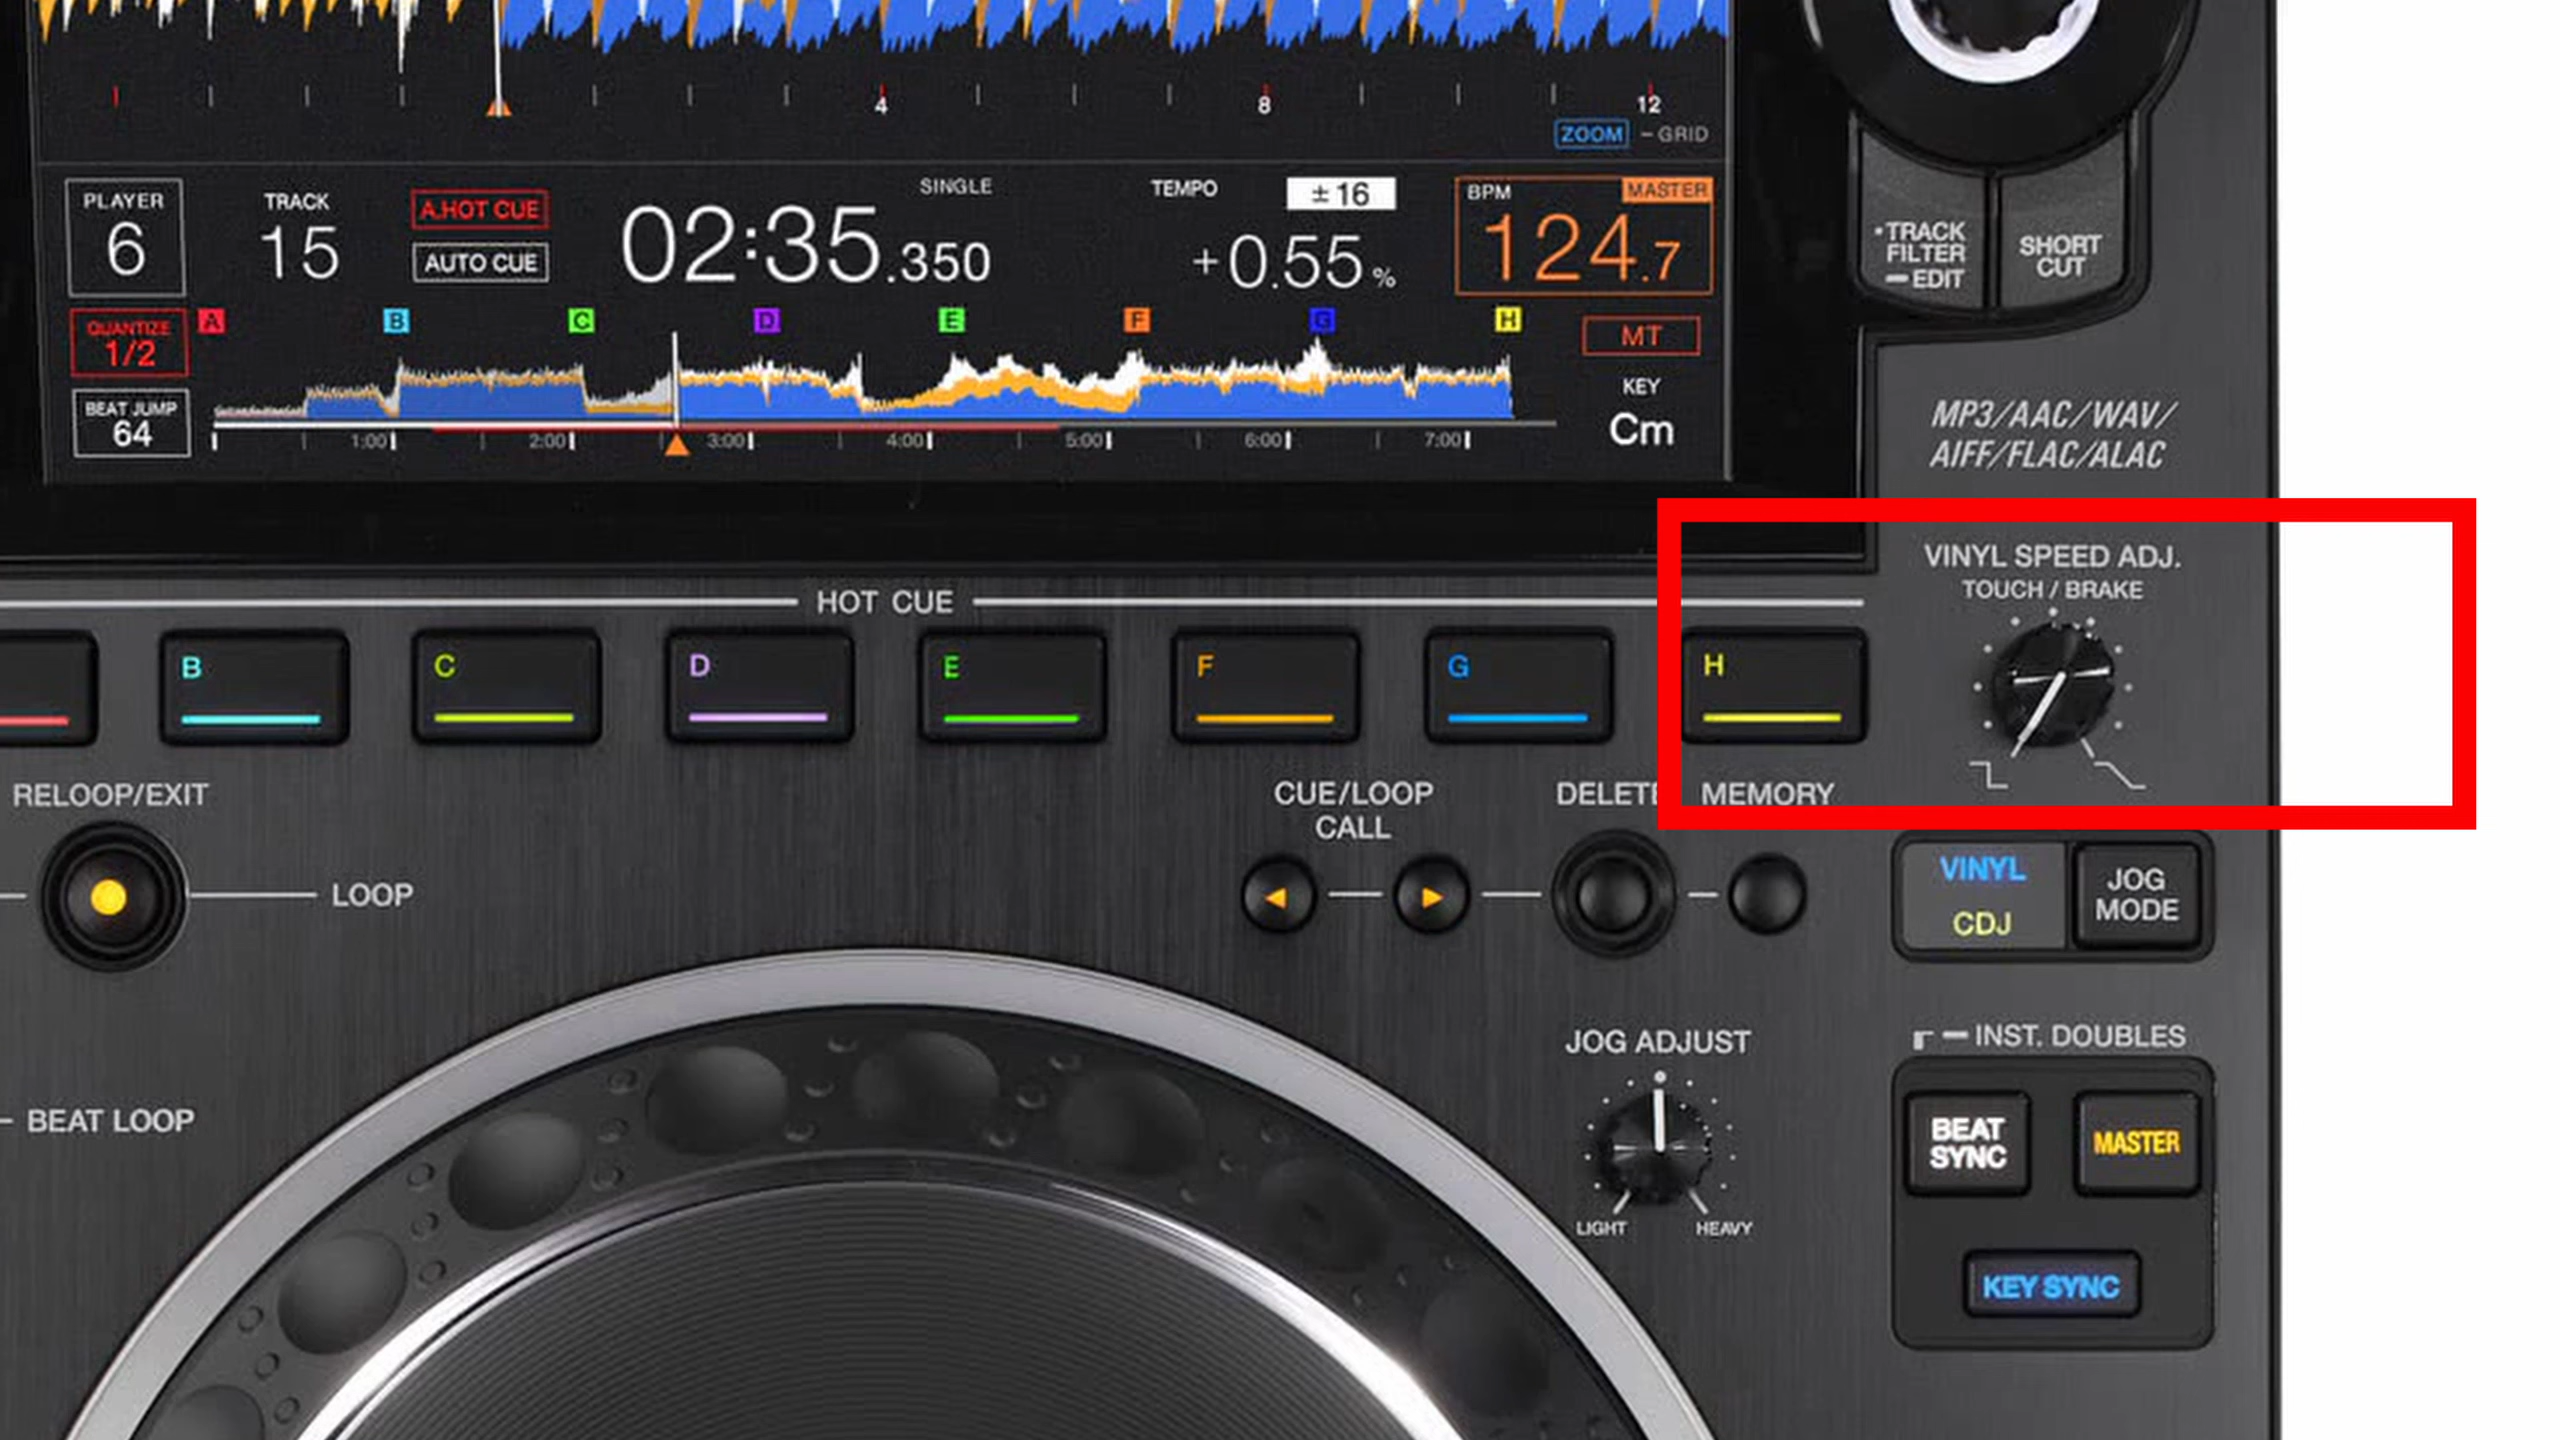 4 8 12
ZOOM – GRID
PLAYER
6
TRACK
15
A.HOT CUE
AUTO CUE
SINGLE
02:35.350
TEMPO
±16
+0.55%
BPM
MASTER
124.7
QUANTIZE
1/2
A B C D E F G H
MT
BEAT JUMP
64
1:00 2:00 3:00 4:00 5:00 6:00 7:00
KEY
Cm
• TRACK
FILTER
– EDIT
SHORT
CUT
MP3/AAC/WAV/
AIFF/FLAC/ALAC
VINYL SPEED ADJ.
TOUCH / BRAKE
HOT CUE
B C D E F G H
RELOOP/EXIT
LOOP
CUE/LOOP
CALL
DELETE
MEMORY
VINYL
CDJ
JOG
MODE
JOG ADJUST
LIGHT HEAVY
– INST. DOUBLES
BEAT LOOP
BEAT
SYNC
MASTER
KEY SYNC